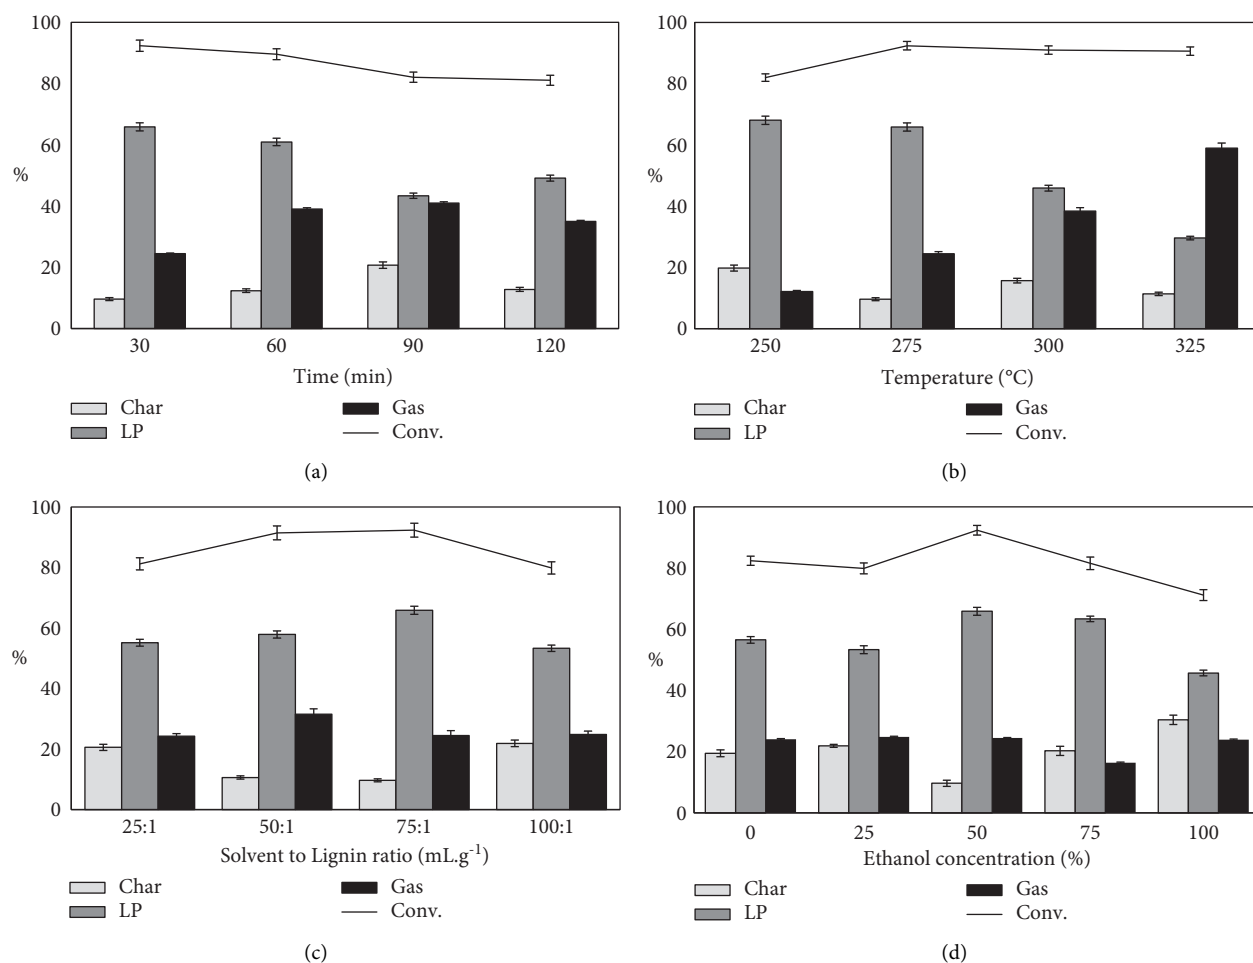 100
80
60
%
40
20
0
30 60 90 120
Time (min)
Char Gas
LP Conv.
(a)
100
80
60
%
40
20
0
250 275 300 325
Temperature (°C)
Char Gas
LP Conv.
(b)
100
80
60
%
40
20
0
25:1 50:1 75:1 100:1
Solvent to Lignin ratio (mL.g⁻¹)
Char Gas
LP Conv.
(c)
100
80
60
%
40
20
0
0 25 50 75 100
Ethanol concentration (%)
Char Gas
LP Conv.
(d)